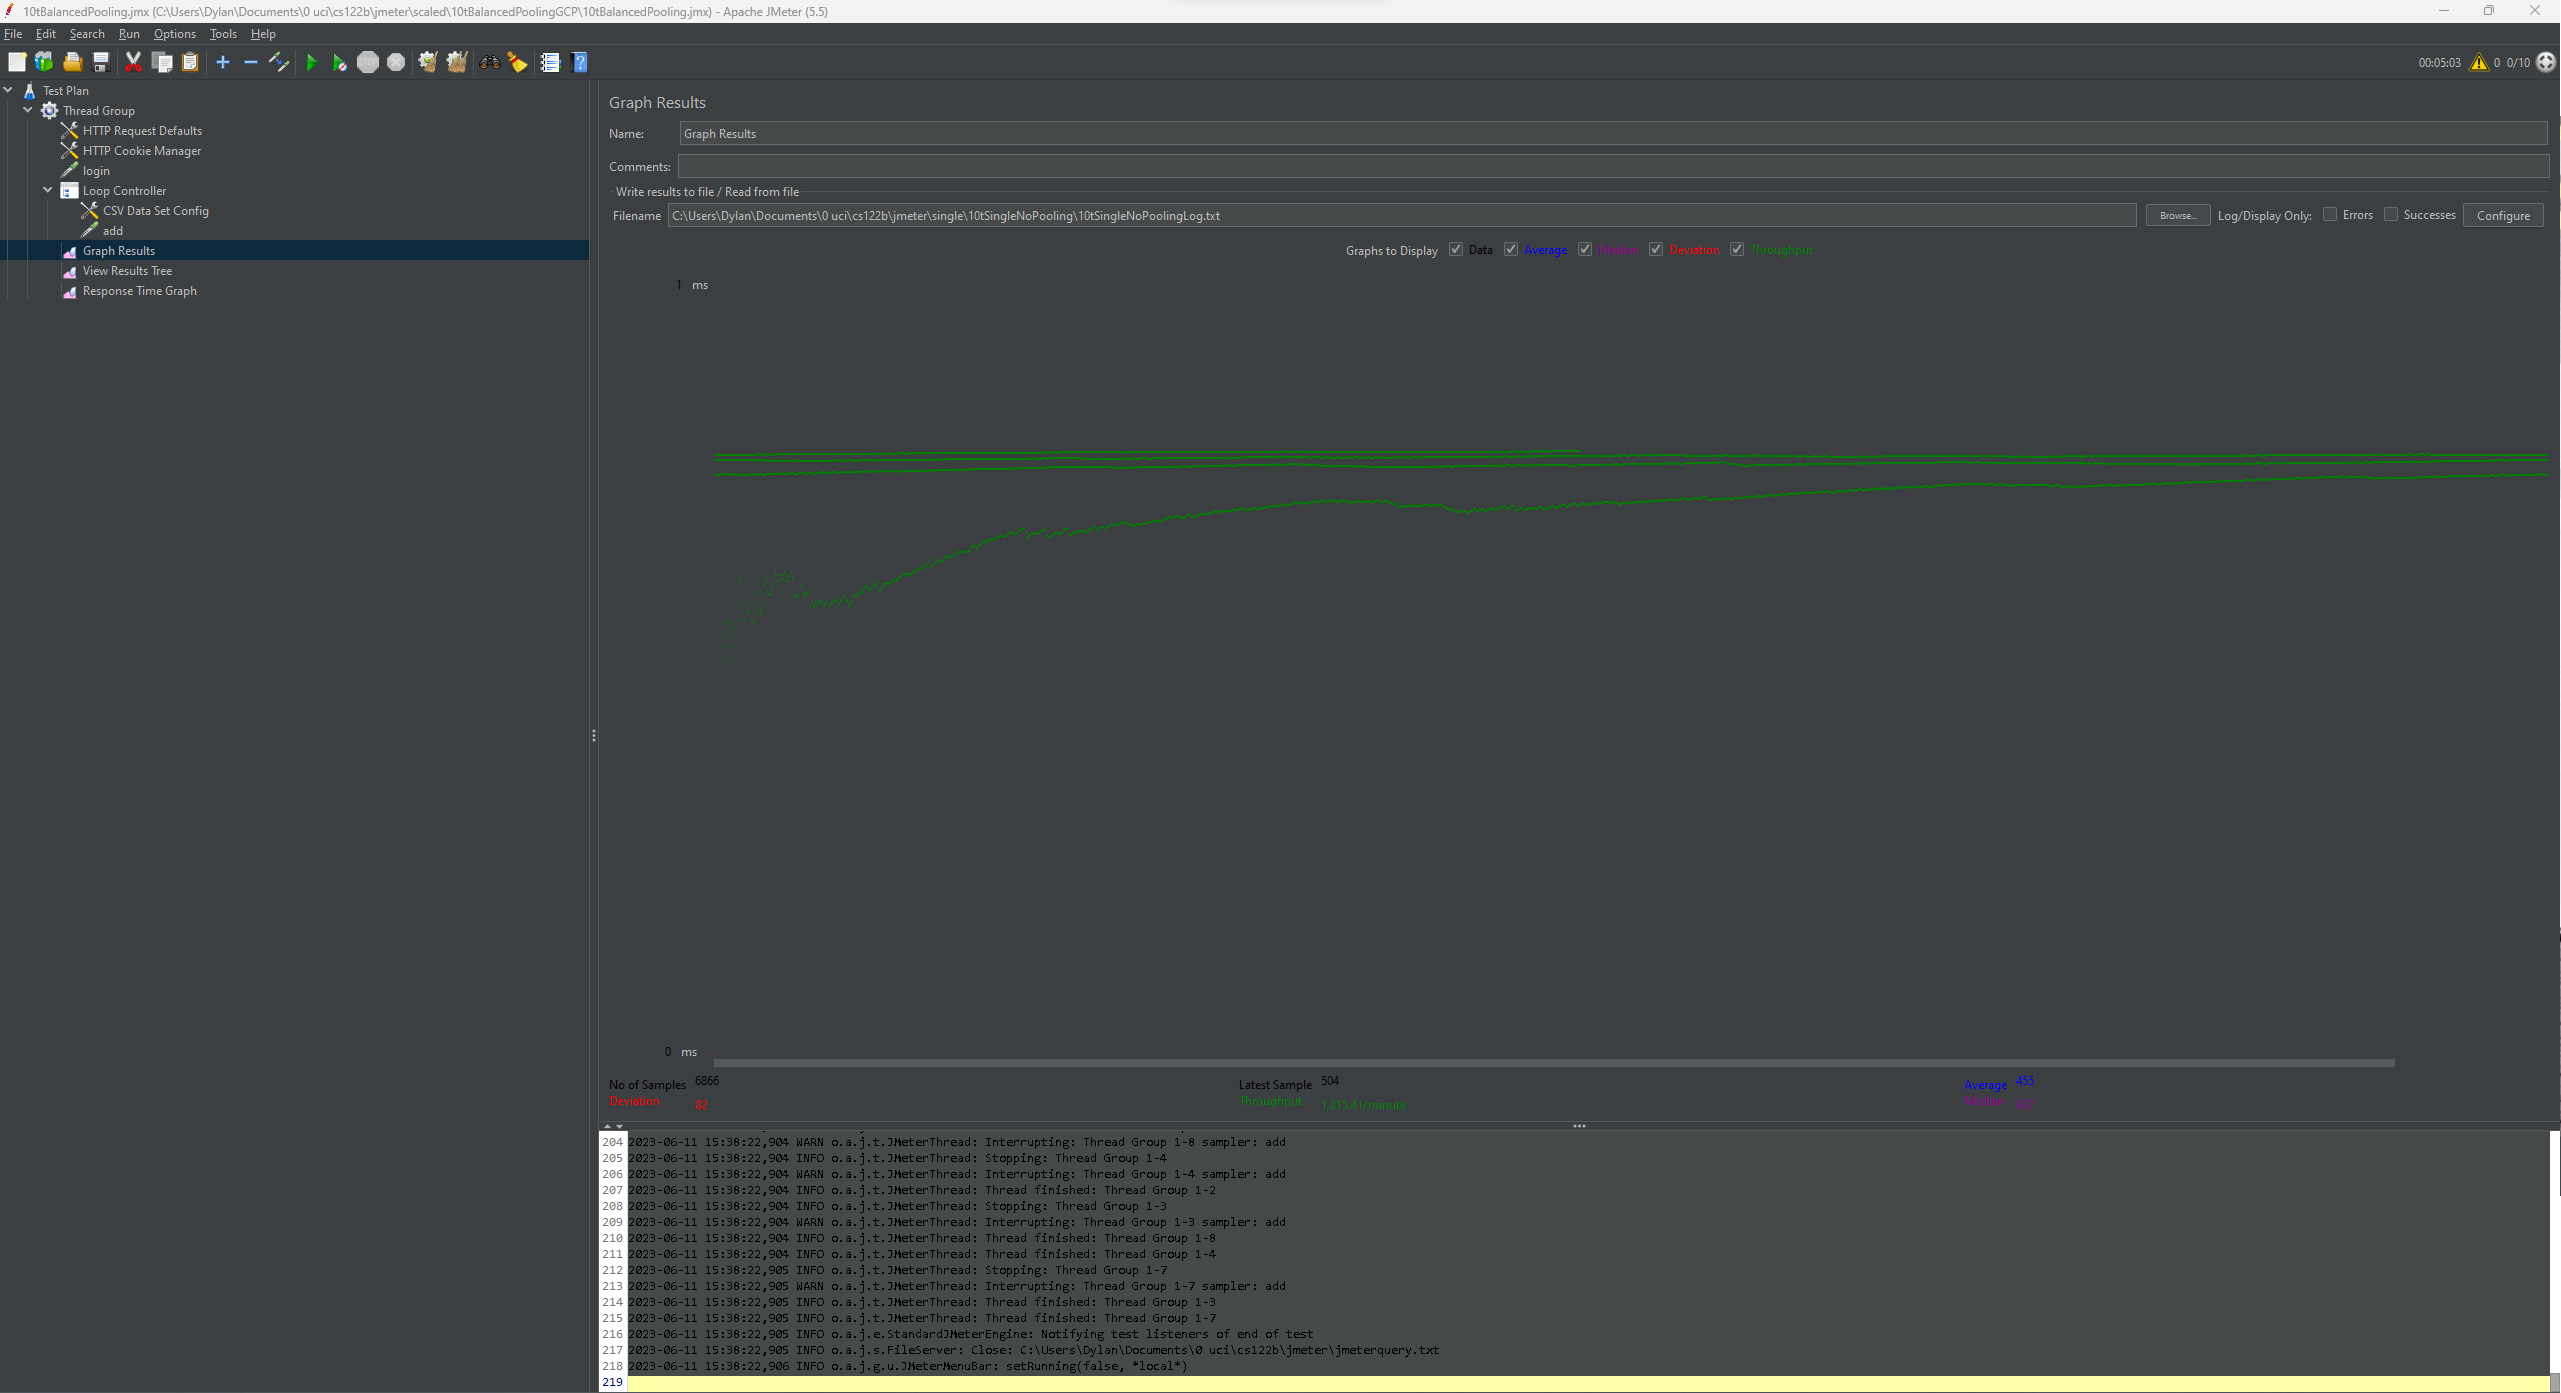 10tBalancedPooling.jmx (C:\Users\Dylan\Documents\0 uci\cs122b\jmeter\scaled\10tBalancedPoolingGCP\10tBalancedPooling.jmx) - Apache JMeter (5.5)
File Edit Search Run Options Tools Help
STOP
00:05:03 0 0/10
Test Plan
Thread Group
HTTP Request Defaults
HTTP Cookie Manager
login
Loop Controller
CSV Data Set Config
add
Graph Results
View Results Tree
Response Time Graph
Graph Results
Name: Graph Results
Comments:
Write results to file / Read from file
Filename C:\Users\Dylan\Documents\0 uci\cs122b\jmeter\single\10tSingleNoPooling\10tSingleNoPoolingLog.txt Browse... Log/Display Only: Errors Successes Configure
Graphs to Display Data Average Median Deviation Throughput
1 ms
0 ms
No of Samples 6866 Latest Sample 504 Average 455
Deviation 82 Throughput 1,315.41/minute Median
204 2023-06-11 15:38:22,904 WARN o.a.j.t.JMeterThread: Interrupting: Thread Group 1-8 sampler: add
205 2023-06-11 15:38:22,904 INFO o.a.j.t.JMeterThread: Stopping: Thread Group 1-4
206 2023-06-11 15:38:22,904 WARN o.a.j.t.JMeterThread: Interrupting: Thread Group 1-4 sampler: add
207 2023-06-11 15:38:22,904 INFO o.a.j.t.JMeterThread: Thread finished: Thread Group 1-2
208 2023-06-11 15:38:22,904 INFO o.a.j.t.JMeterThread: Stopping: Thread Group 1-3
209 2023-06-11 15:38:22,904 WARN o.a.j.t.JMeterThread: Interrupting: Thread Group 1-3 sampler: add
210 2023-06-11 15:38:22,904 INFO o.a.j.t.JMeterThread: Thread finished: Thread Group 1-8
211 2023-06-11 15:38:22,904 INFO o.a.j.t.JMeterThread: Thread finished: Thread Group 1-4
212 2023-06-11 15:38:22,905 INFO o.a.j.t.JMeterThread: Stopping: Thread Group 1-7
213 2023-06-11 15:38:22,905 WARN o.a.j.t.JMeterThread: Interrupting: Thread Group 1-7 sampler: add
214 2023-06-11 15:38:22,905 INFO o.a.j.t.JMeterThread: Thread finished: Thread Group 1-3
215 2023-06-11 15:38:22,905 INFO o.a.j.t.JMeterThread: Thread finished: Thread Group 1-7
216 2023-06-11 15:38:22,905 INFO o.a.j.e.StandardJMeterEngine: Notifying test listeners of end of test
217 2023-06-11 15:38:22,905 INFO o.a.j.s.FileServer: Close: C:\Users\Dylan\Documents\0 uci\cs122b\jmeter\jmeterquery.txt
218 2023-06-11 15:38:22,906 INFO o.a.j.g.u.JMeterMenuBar: setRunning(false, *local*)
219